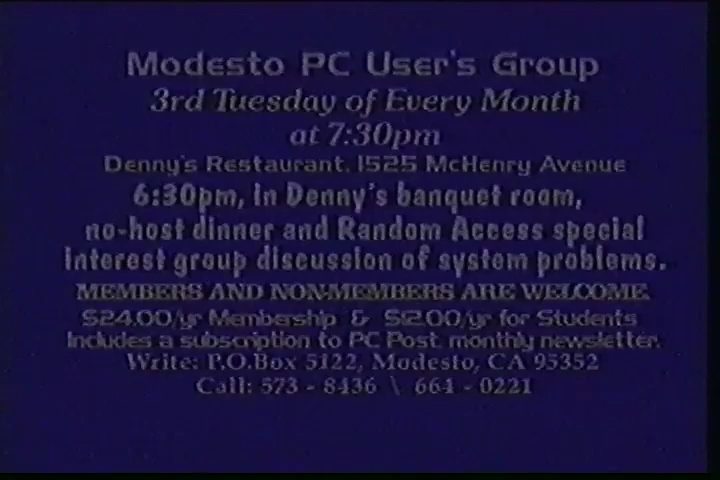 Modesto PC User's Group
3rd Tuesday of Every Month
at 7:30pm
Denny's Restaurant, 1525 McHenry Avenue
6:30pm, in Denny's banquet room,
no-host dinner and Random Access special
interest group discussion of system problems.
MEMBERS AND NON-MEMBERS ARE WELCOME.
$24.00/yr Membership & $12.00/yr for Students
Includes a subscription to PC Post, monthly newsletter.
Write: P.O.Box 5122, Modesto, CA 95352
Call: 573 - 8436 \ 664 - 0221